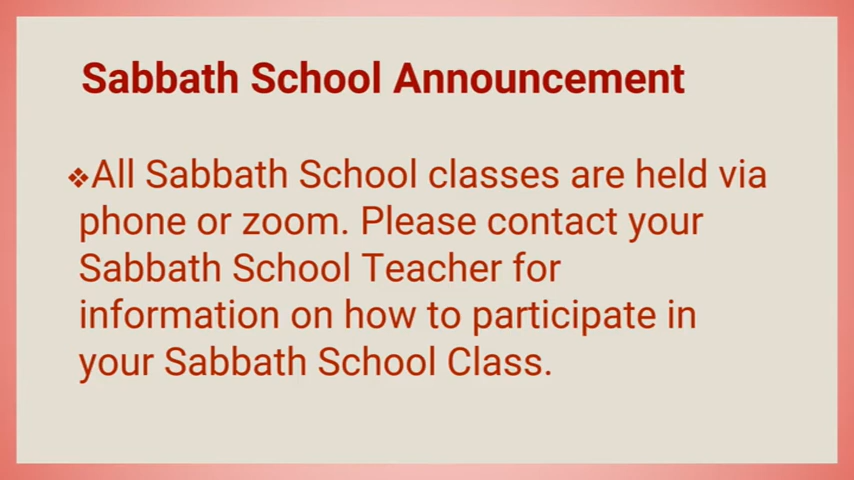 Sabbath School Announcement
❖All Sabbath School classes are held via
phone or zoom. Please contact your
Sabbath School Teacher for
information on how to participate in
your Sabbath School Class.